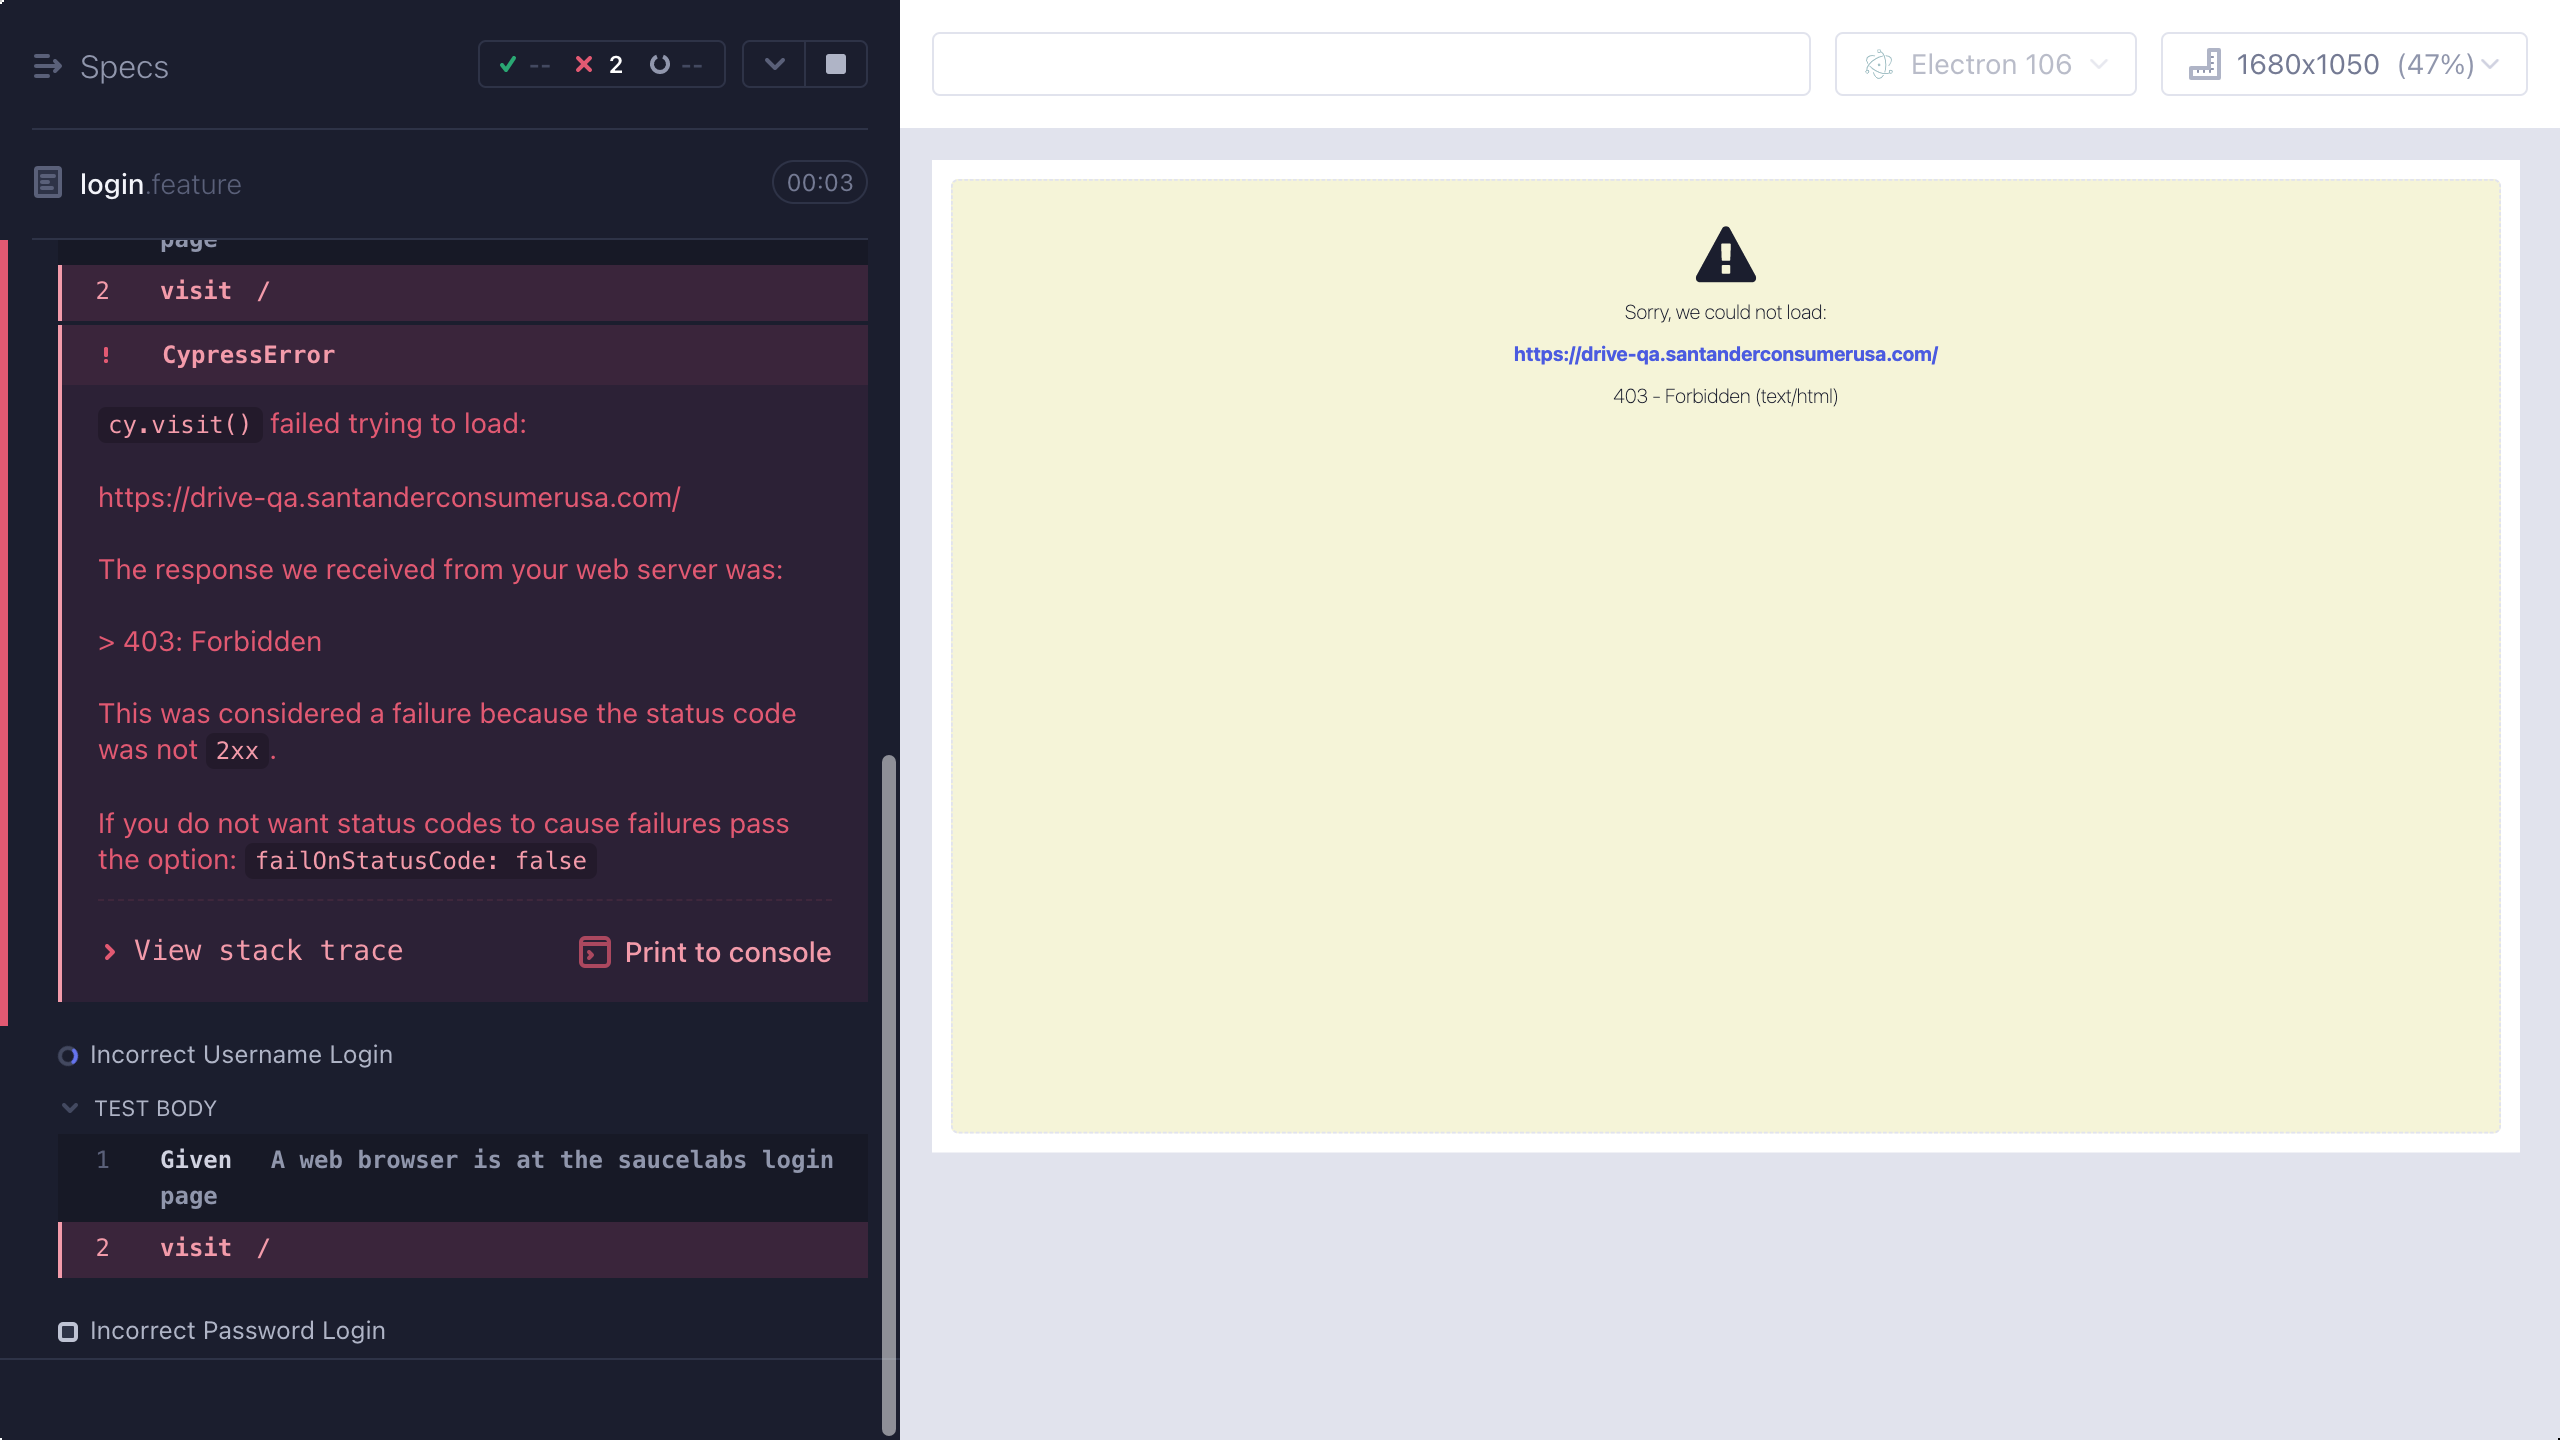 Specs
-- 2 --
login.feature
00:03
page
2 visit /
! CypressError
cy.visit() failed trying to load:
https://drive-qa.santanderconsumerusa.com/
The response we received from your web server was:
> 403: Forbidden
This was considered a failure because the status code
was not 2xx.
If you do not want status codes to cause failures pass
the option: failOnStatusCode: false
View stack trace
Print to console
Incorrect Username Login
TEST BODY
1 Given A web browser is at the saucelabs login
page
2 visit /
Incorrect Password Login
Electron 106
1680x1050 (47%)
Sorry, we could not load:
https://drive-qa.santanderconsumerusa.com/
403 - Forbidden (text/html)